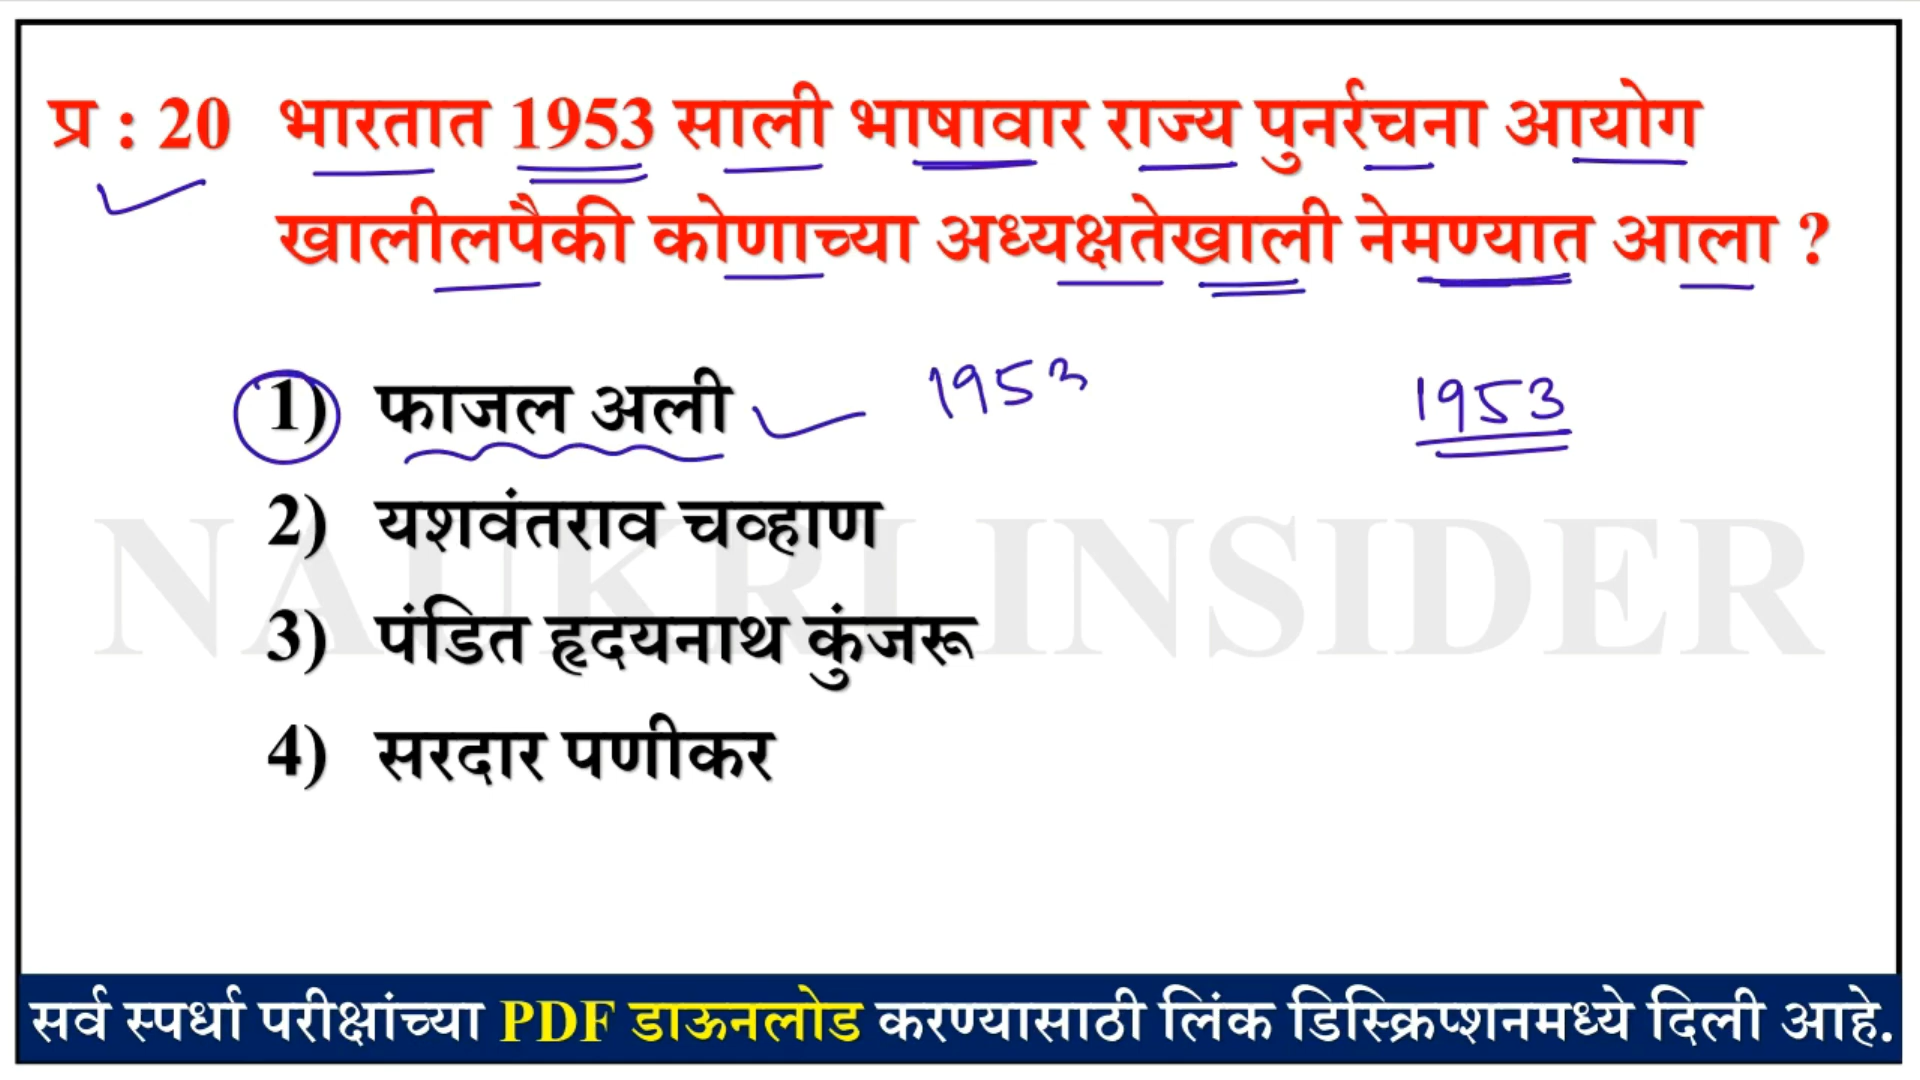 प्र : 20 भारतात 1953 साली भाषावार राज्य पुनर्रचना आयोग
खालीलपैकी कोणाच्या अध्यक्षतेखाली नेमण्यात आला ?
1) फाजल अली 1953 1953
2) यशवंतराव चव्हाण
3) पंडित हृदयनाथ कुंजरू
4) सरदार पणीकर
NAUKRI INSIDER
सर्व स्पर्धा परीक्षांच्या PDF डाऊनलोड करण्यासाठी लिंक डिस्क्रिप्शनमध्ये दिली आहे.